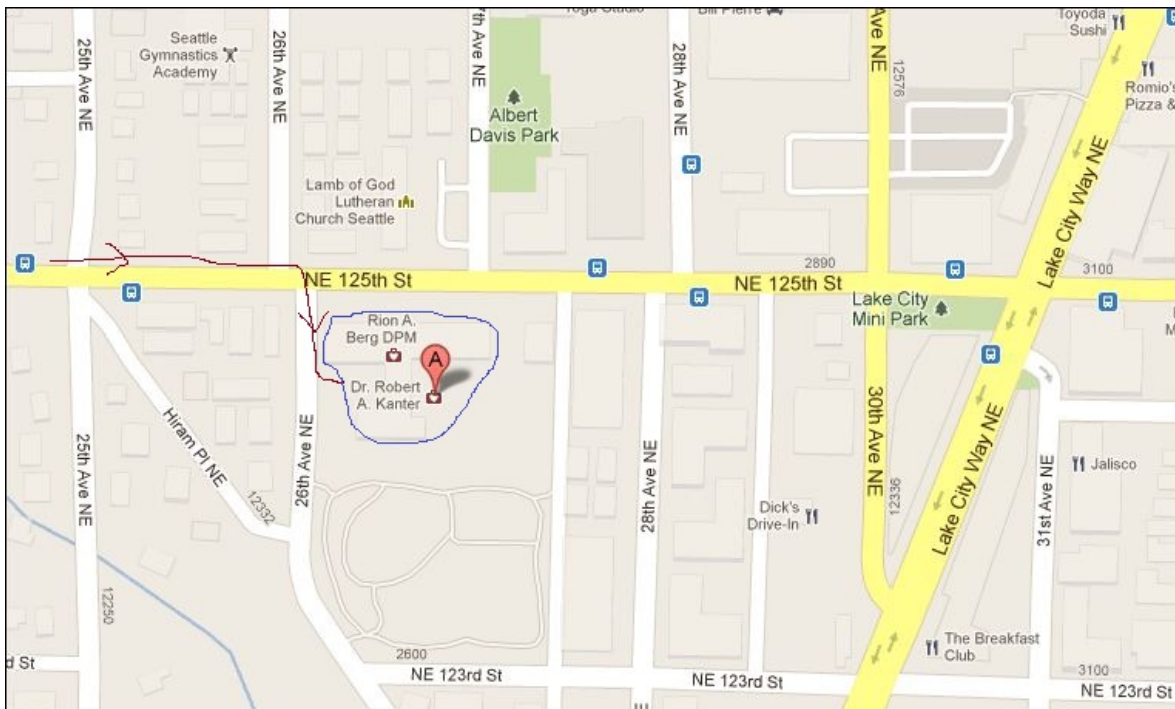 Yoga Studio
Bill Pierre
Toyoda
Sushi
Seattle
Gymnastics
Academy
25th Ave NE
26th Ave NE
7th Ave NE
28th Ave NE
Ave NE
12576
Romio's
Pizza &
Albert
Davis Park
Lamb of God
Lutheran
Church Seattle
Lake City Way NE
NE 125th St
NE 125th St
2890
3100
Lake City
Mini Park
Rion A.
Berg DPM
A
Dr. Robert
A. Kanter
Hiram Pl NE
12332
25th Ave NE
26th Ave NE
28th Ave NE
30th Ave NE
12336
Lake City Way NE
31st Ave NE
Jalisco
Dick's
Drive-In
12250
The Breakfast
Club
d St
2600
NE 123rd St
NE 123rd St
3100
NE 123rd St